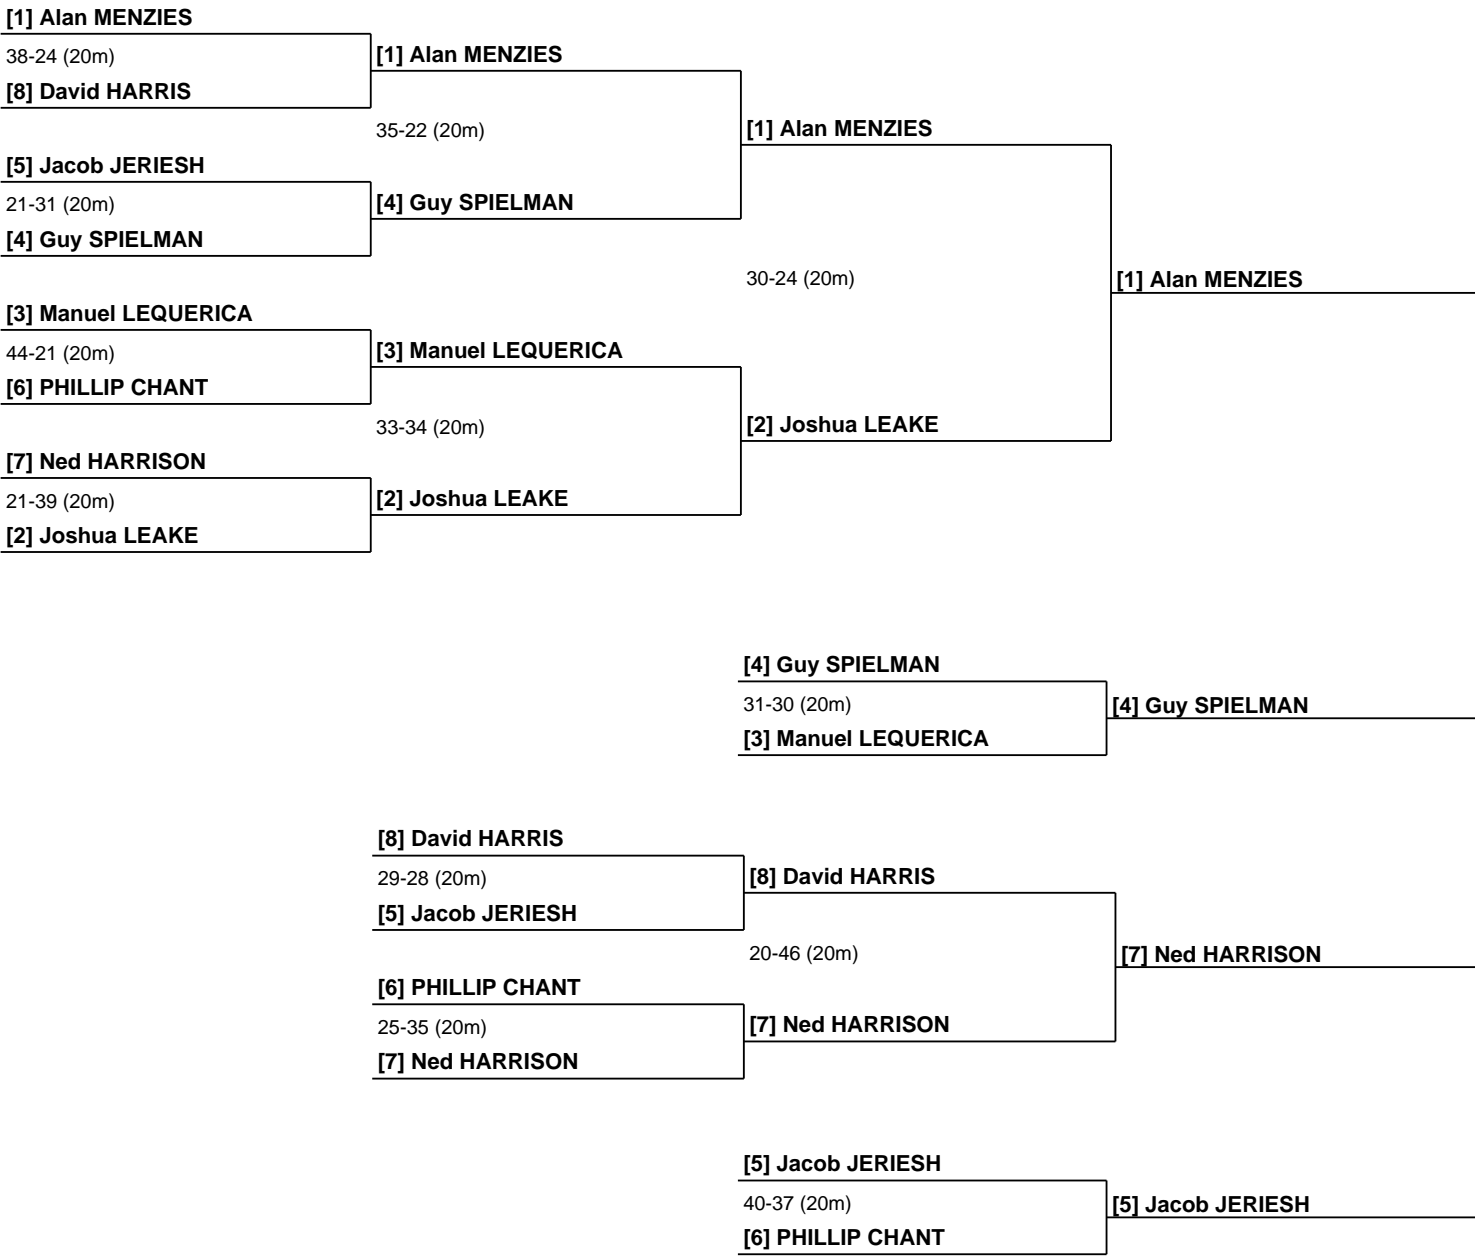 [1] Alan MENZIES
38-24 (20m)
[1] Alan MENZIES
[8] David HARRIS
35-22 (20m)
[1] Alan MENZIES
[5] Jacob JERIESH
21-31 (20m)
[4] Guy SPIELMAN
[4] Guy SPIELMAN
30-24 (20m)
[1] Alan MENZIES
[3] Manuel LEQUERICA
44-21 (20m)
[3] Manuel LEQUERICA
[6] PHILLIP CHANT
33-34 (20m)
[2] Joshua LEAKE
[7] Ned HARRISON
21-39 (20m)
[2] Joshua LEAKE
[2] Joshua LEAKE
[4] Guy SPIELMAN
31-30 (20m)
[4] Guy SPIELMAN
[3] Manuel LEQUERICA
[8] David HARRIS
29-28 (20m)
[8] David HARRIS
[5] Jacob JERIESH
20-46 (20m)
[7] Ned HARRISON
[6] PHILLIP CHANT
25-35 (20m)
[7] Ned HARRISON
[7] Ned HARRISON
[5] Jacob JERIESH
40-37 (20m)
[5] Jacob JERIESH
[6] PHILLIP CHANT